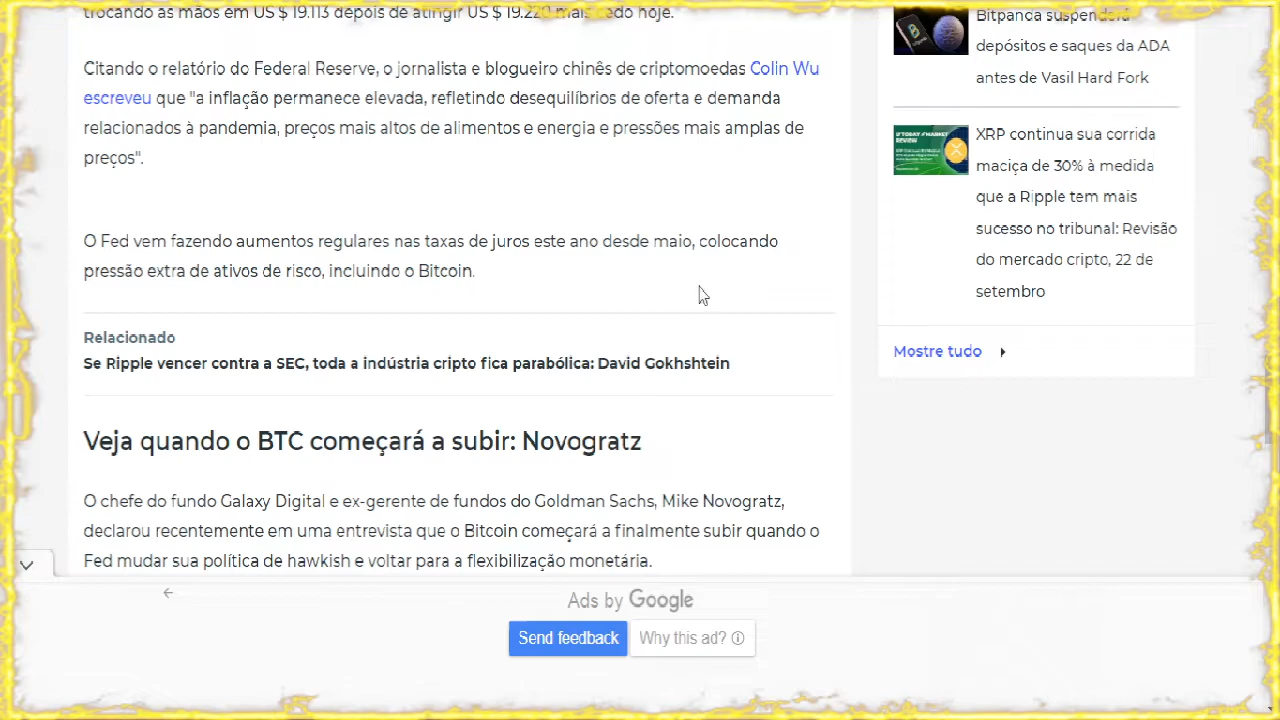 trocando as mãos em US $ 19.113 depois de atingir US $ 19.220 mais cedo hoje.
Citando o relatório do Federal Reserve, o jornalista e blogueiro chinês de criptomoedas Colin Wu
escreveu que "a inflação permanece elevada, refletindo desequilíbrios de oferta e demanda
relacionados à pandemia, preços mais altos de alimentos e energia e pressões mais amplas de
preços".
O Fed vem fazendo aumentos regulares nas taxas de juros este ano desde maio, colocando
pressão extra de ativos de risco, incluindo o Bitcoin.
Relacionado
Se Ripple vencer contra a SEC, toda a indústria cripto fica parabólica: David Gokhshtein
Veja quando o BTC começará a subir: Novogratz
O chefe do fundo Galaxy Digital e ex-gerente de fundos do Goldman Sachs, Mike Novogratz,
declarou recentemente em uma entrevista que o Bitcoin começará a finalmente subir quando o
Fed mudar sua política de hawkish e voltar para a flexibilização monetária.
Bitpanda suspenderá
depósitos e saques da ADA
antes de Vasil Hard Fork
XRP continua sua corrida
maciça de 30% à medida
que a Ripple tem mais
sucesso no tribunal: Revisão
do mercado cripto, 22 de
setembro
Mostre tudo
Ads by Google
Send feedback
Why this ad?